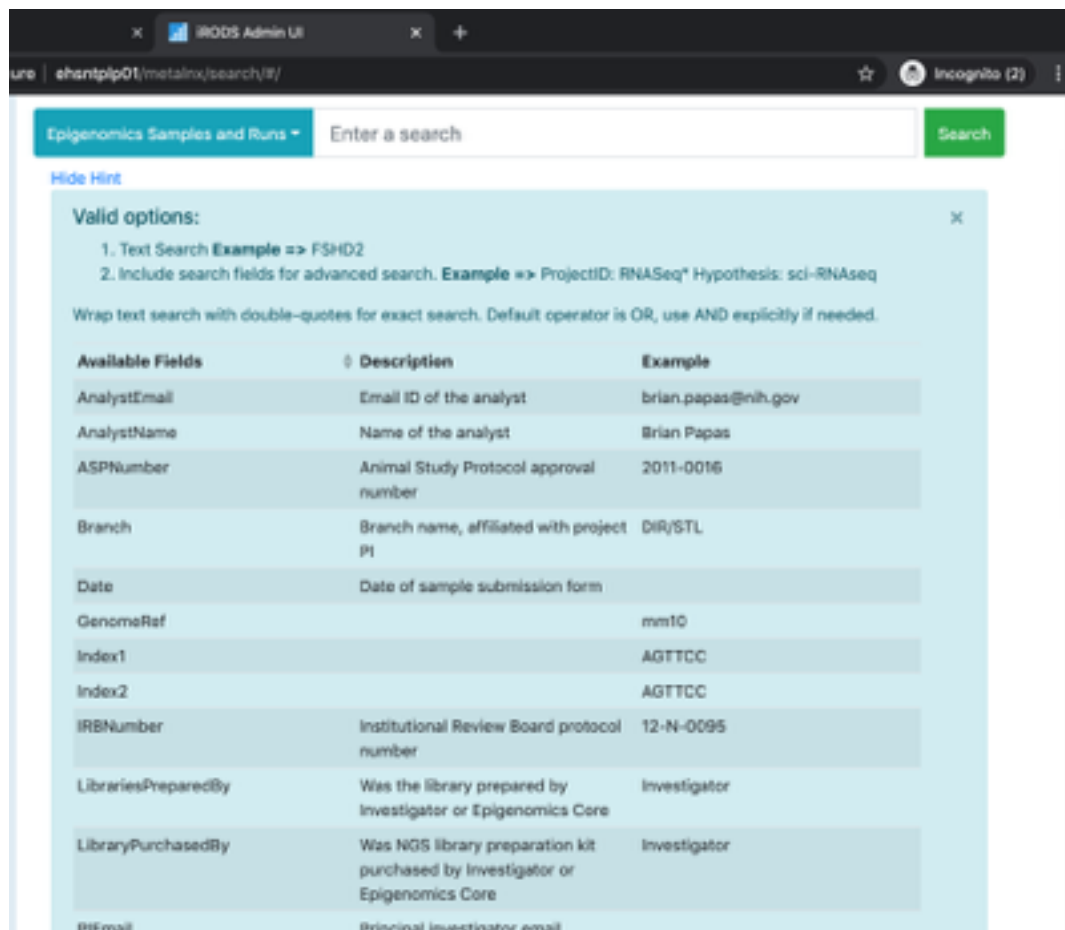 iRODS Admin UI
ure | ehsntplp01/metalnx/search/#/
Incognito (2)
Epigenomics Samples and Runs
Enter a search
Search
Hide Hint
Valid options:
1. Text Search Example => FSHD2
2. Include search fields for advanced search. Example => ProjectID: RNASeq* Hypothesis: sci-RNAseq
Wrap text search with double-quotes for exact search. Default operator is OR, use AND explicitly if needed.
Available Fields Description Example
AnalystEmail Email ID of the analyst brian.papas@nih.gov
AnalystName Name of the analyst Brian Papas
ASPNumber Animal Study Protocol approval 2011-0016
number
Branch Branch name, affiliated with project DIR/STL
PI
Date Date of sample submission form
GenomeRef mm10
Index1 AGTTCC
Index2 AGTTCC
IRBNumber Institutional Review Board protocol 12-N-0095
number
LibrariesPreparedBy Was the library prepared by Investigator
Investigator or Epigenomics Core
LibraryPurchasedBy Was NGS library preparation kit Investigator
purchased by Investigator or
Epigenomics Core
PIEmail Principal investigator email